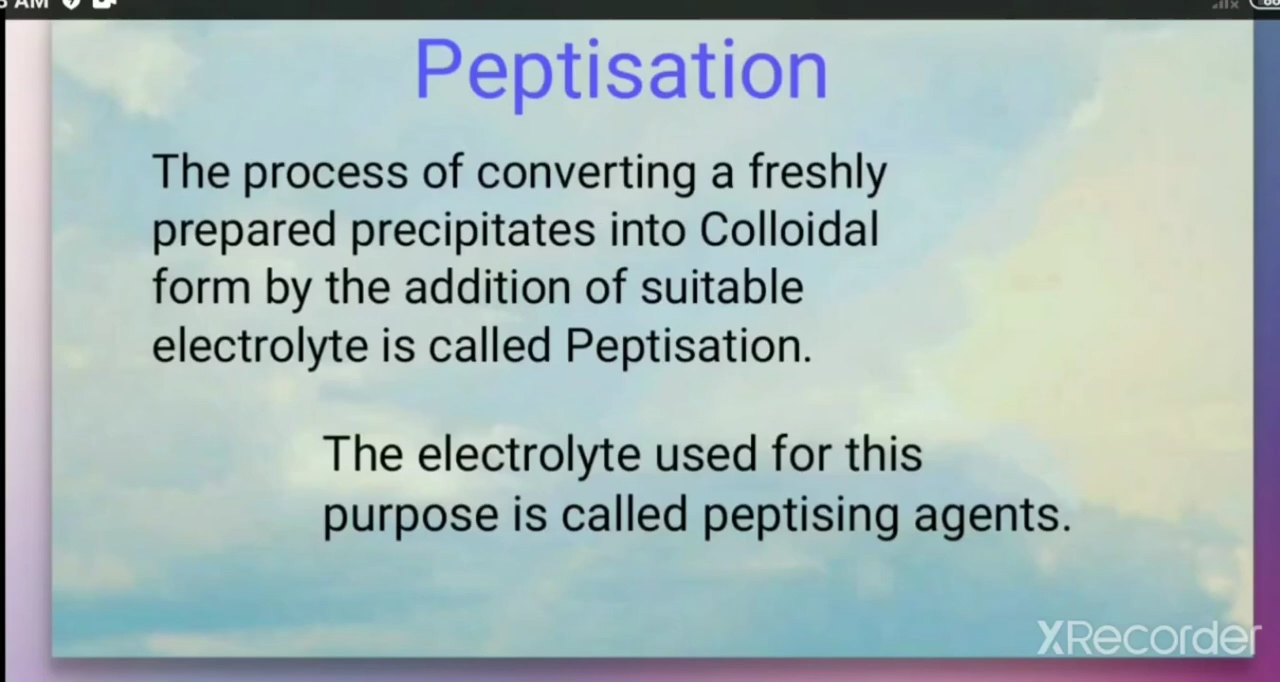 AM
Peptisation
The process of converting a freshly
prepared precipitates into Colloidal
form by the addition of suitable
electrolyte is called Peptisation.
The electrolyte used for this
purpose is called peptising agents.
XRecorder